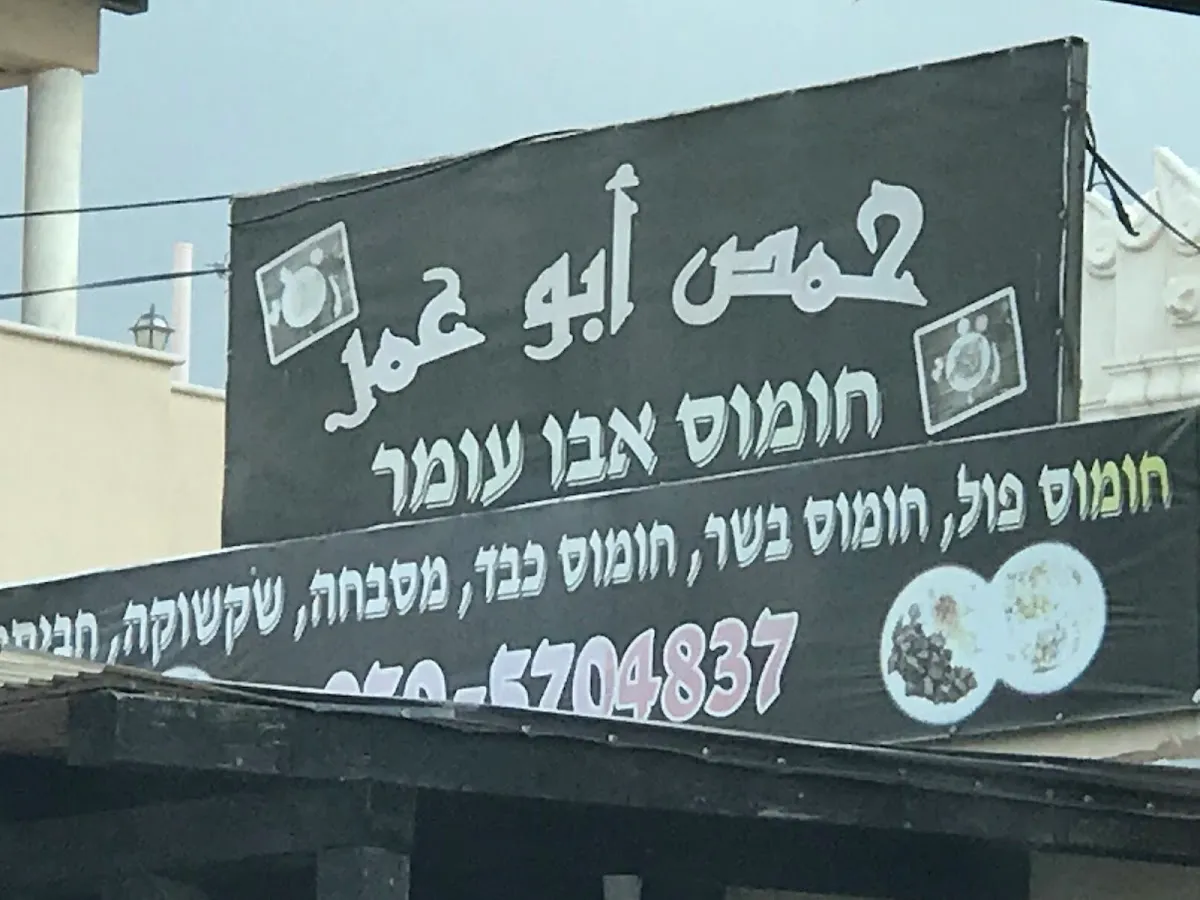 حمص أبو عمر
חומוס אבו עומר
חומוס פול, חומוס בשר, חומוס כבד, מסבחה, שקשוקה,
5704837